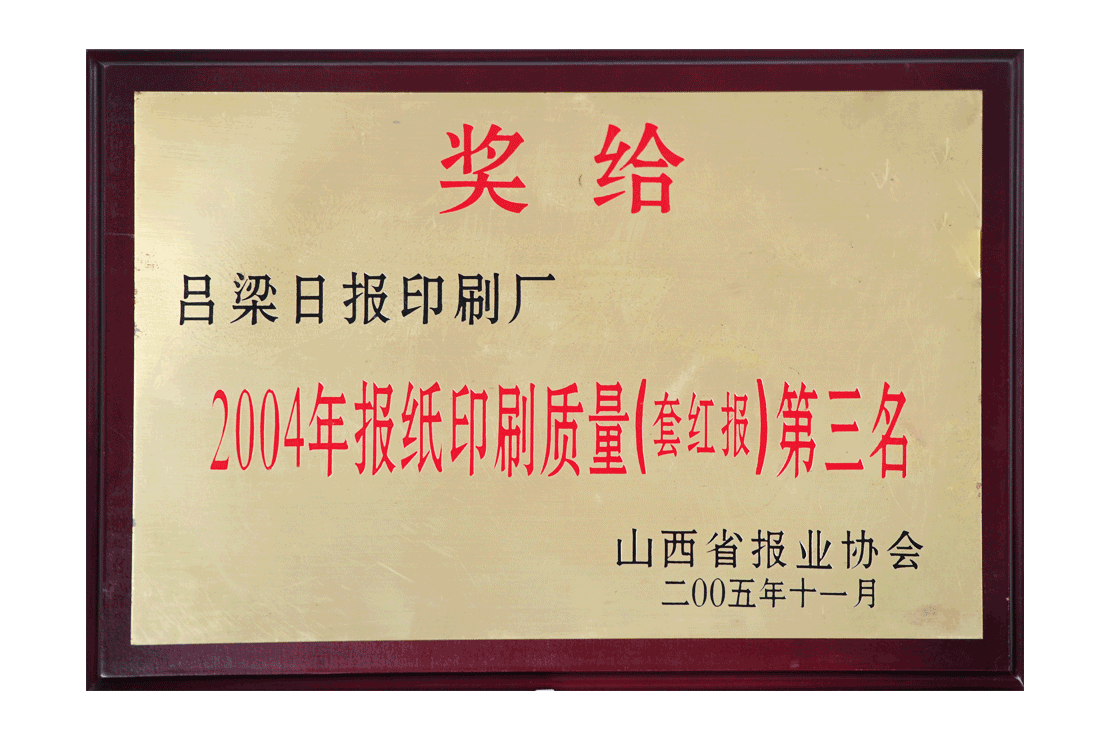 奖给
吕梁日报印刷厂
2004年报纸印刷质量(套红报)第三名
山西省报业协会
二00五年十一月